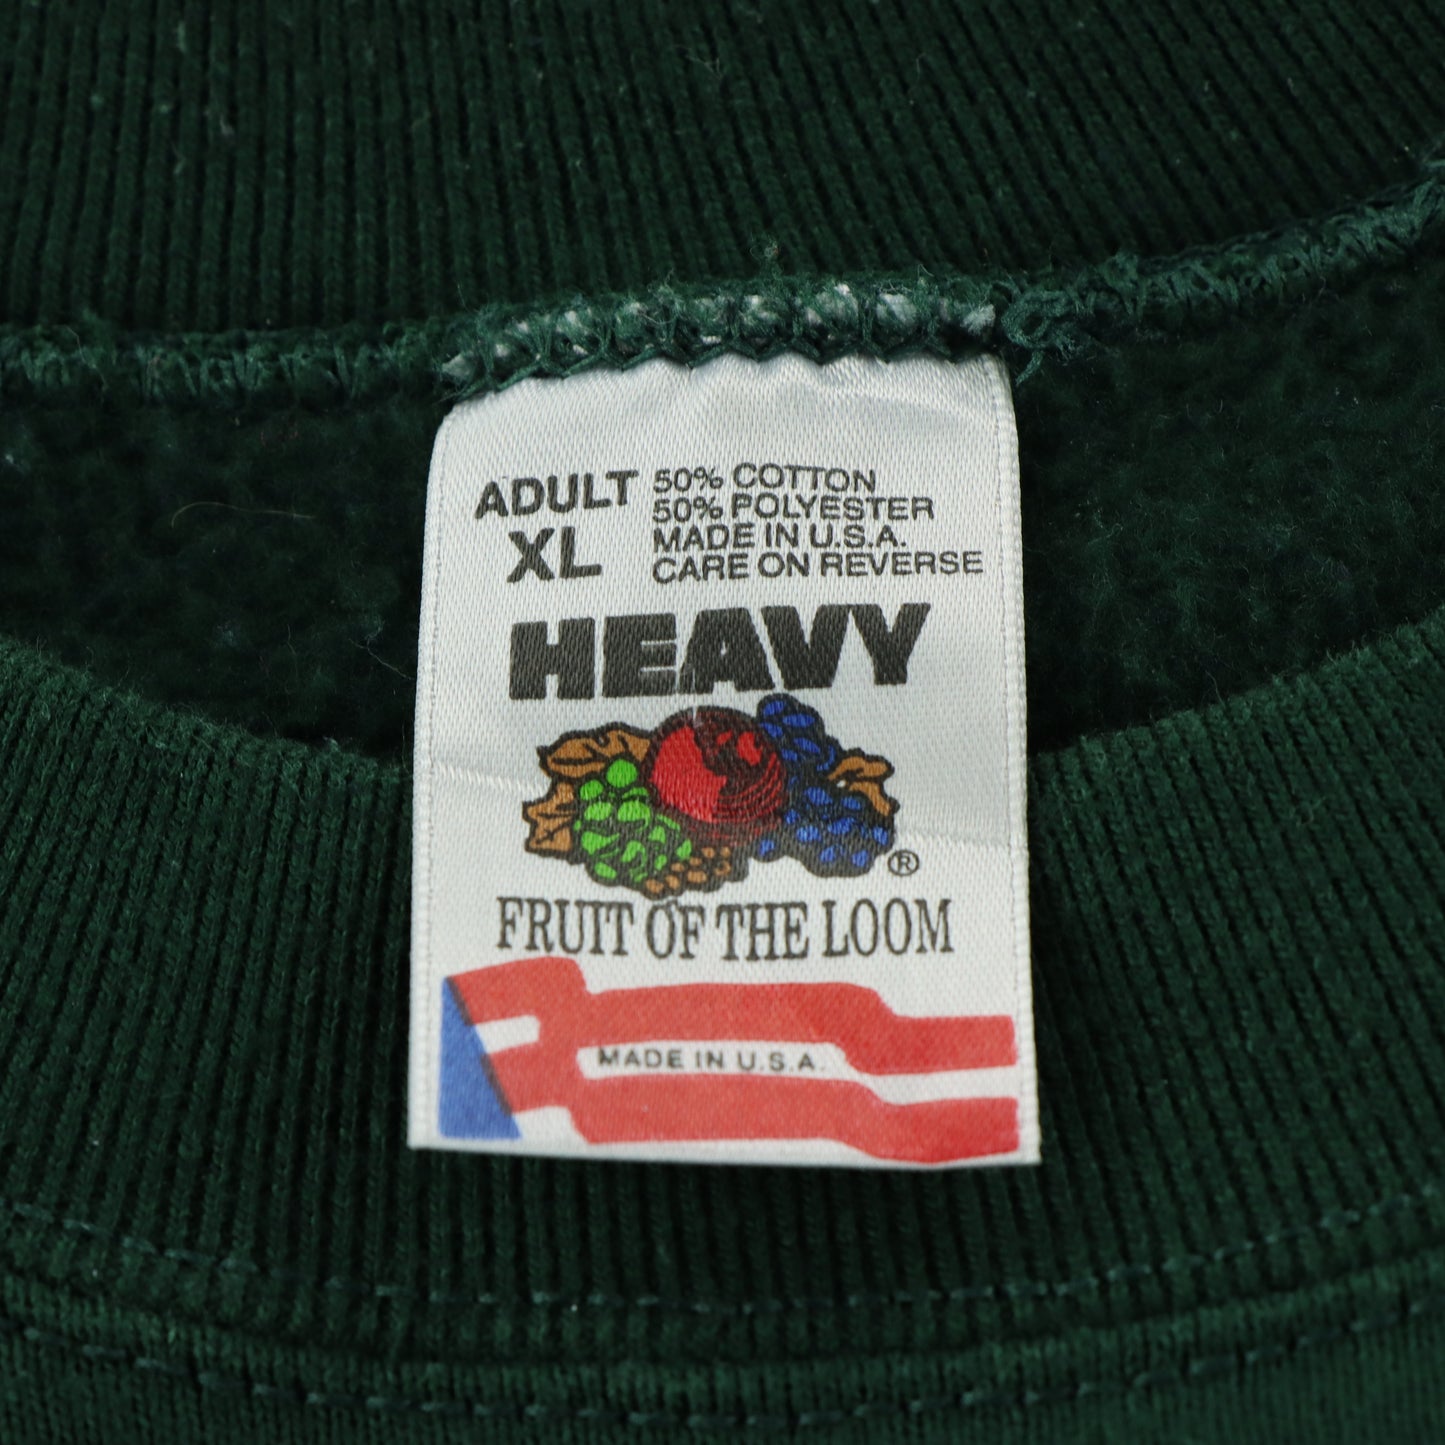 ADULT
XL
50% COTTON
50% POLYESTER
MADE IN U.S.A.
CARE ON REVERSE
HEAVY
®
FRUIT OF THE LOOM
MADE IN U.S.A.